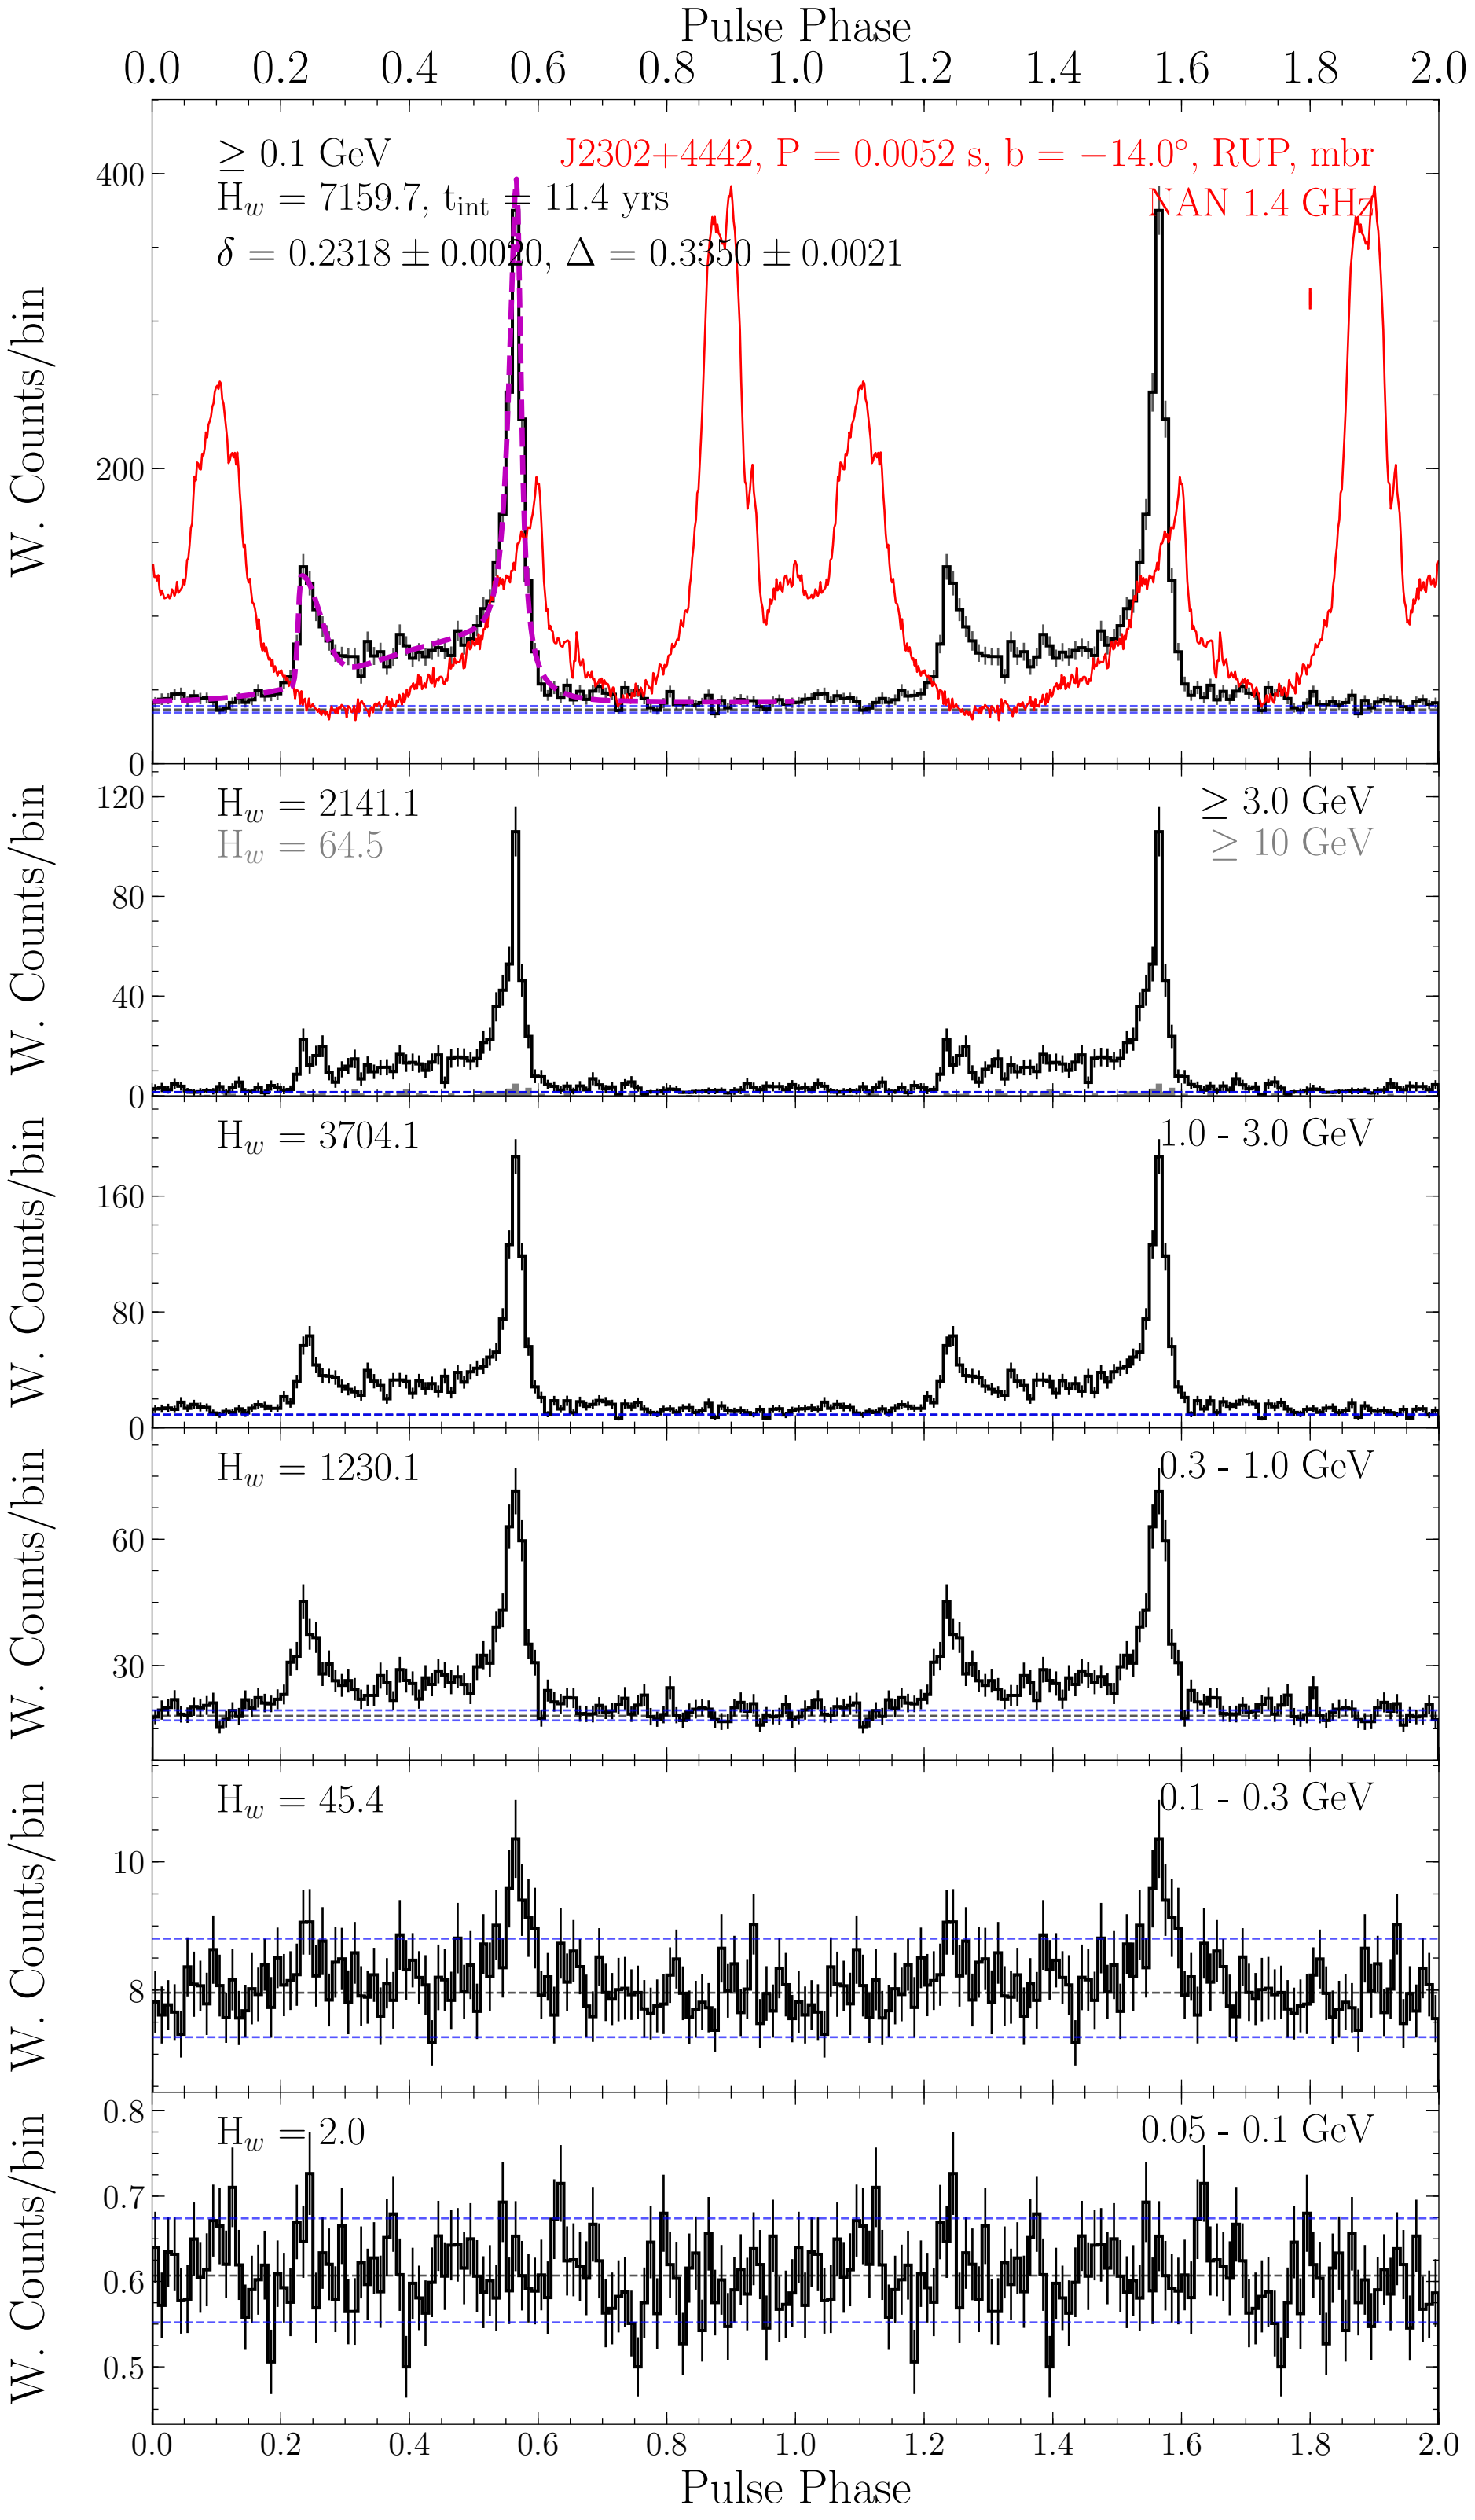 Pulse Phase
0.0 0.2 0.4 0.6 0.8 1.0 1.2 1.4 1.6 1.8 2.0
≥ 0.1 GeV
J2302+4442, P = 0.0052 s, b = −14.0°, RUP, mbr
H_w = 7159.7, t_int = 11.4 yrs
NAN 1.4 GHz
δ = 0.2318 ± 0.0020, Δ = 0.3350 ± 0.0021
W. Counts/bin
400
200
0
H_w = 2141.1
≥ 3.0 GeV
H_w = 64.5
≥ 10 GeV
W. Counts/bin
120
80
40
0
H_w = 3704.1
1.0 - 3.0 GeV
W. Counts/bin
160
80
0
H_w = 1230.1
0.3 - 1.0 GeV
W. Counts/bin
60
30
H_w = 45.4
0.1 - 0.3 GeV
W. Counts/bin
10
8
H_w = 2.0
0.05 - 0.1 GeV
W. Counts/bin
0.8
0.7
0.6
0.5
0.0 0.2 0.4 0.6 0.8 1.0 1.2 1.4 1.6 1.8 2.0
Pulse Phase